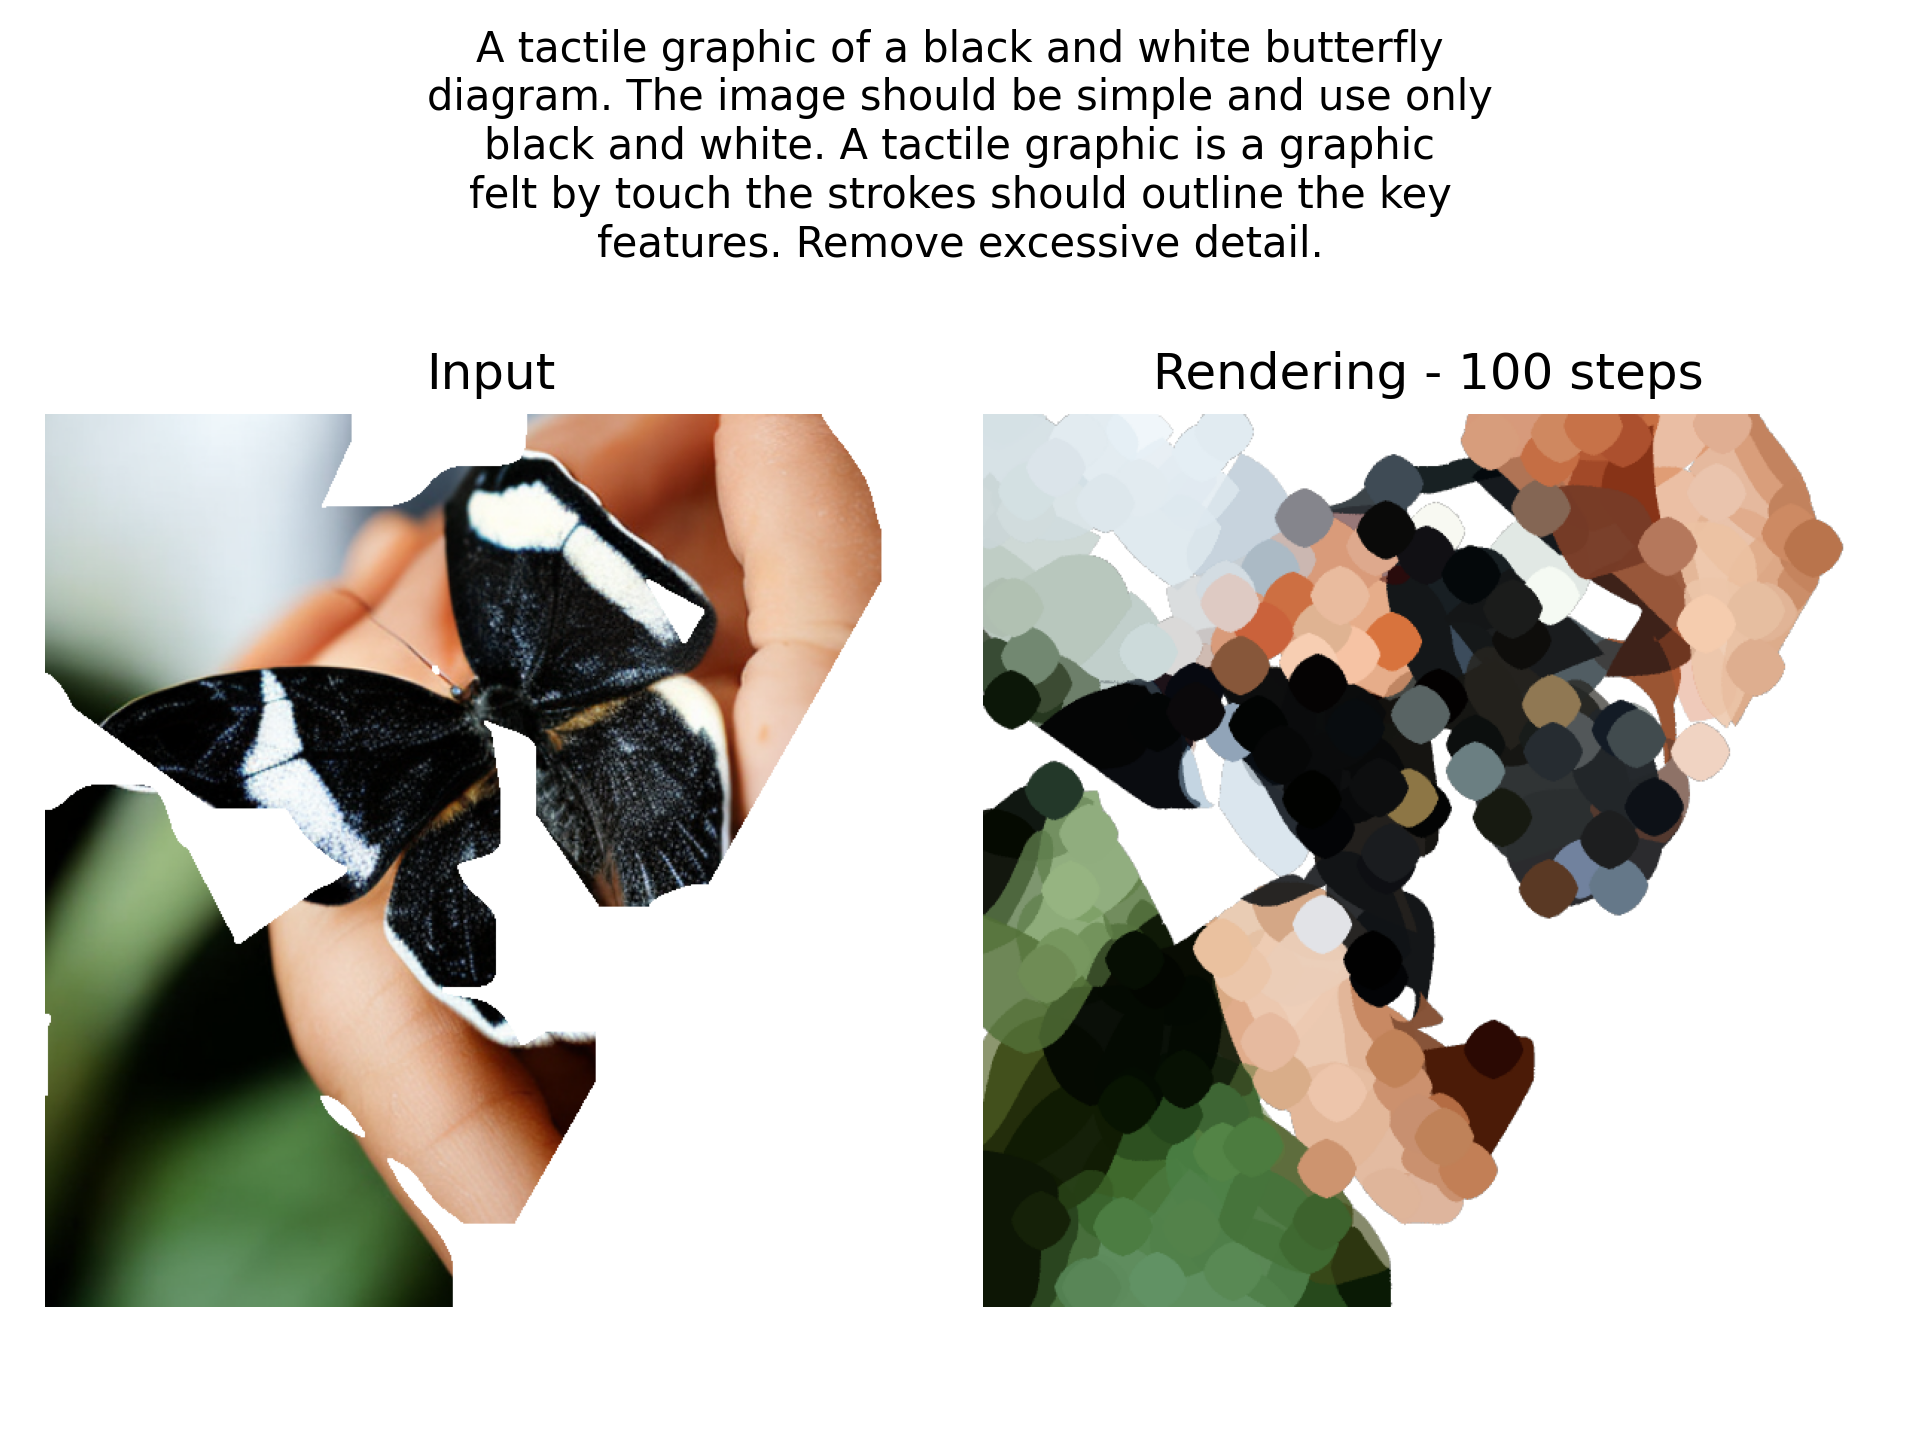 A tactile graphic of a black and white butterfly
diagram. The image should be simple and use only
black and white. A tactile graphic is a graphic
felt by touch the strokes should outline the key
features. Remove excessive detail.
Input
Rendering - 100 steps